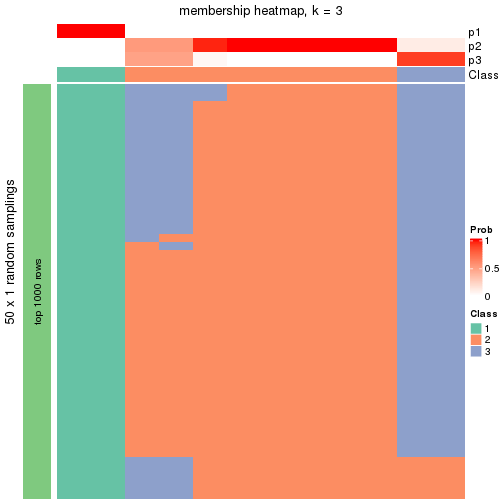 membership heatmap, k = 3
p1
p2
p3
Class
50 x 1 random samplings
top 1000 rows
Prob
1
0.5
0
Class
1
2
3